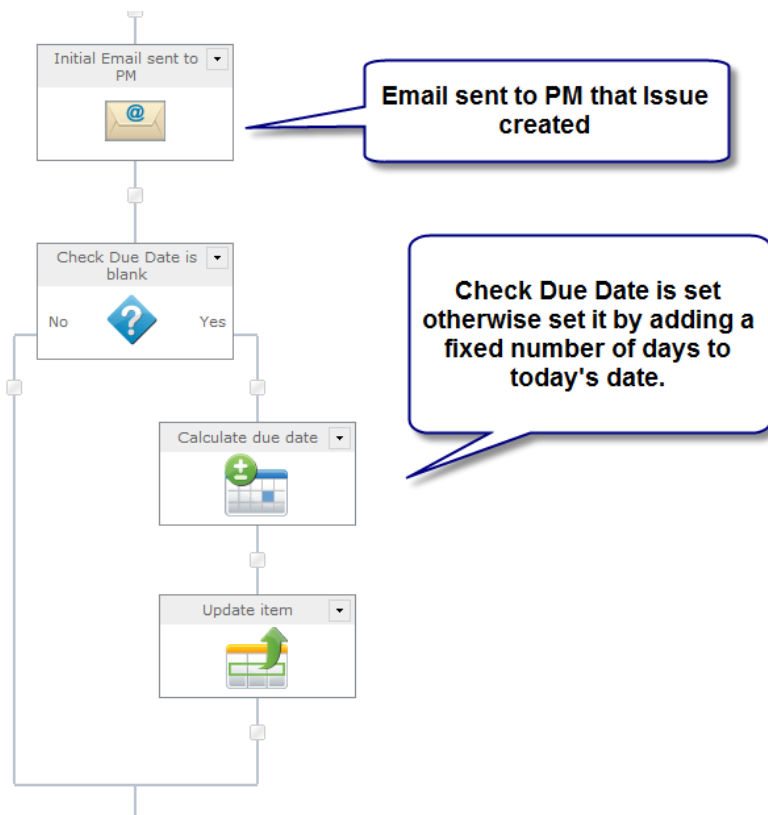 Initial Email sent to
PM
Email sent to PM that Issue
created
Check Due Date is
blank
No
Yes
Check Due Date is set
otherwise set it by adding a
fixed number of days to
today's date.
Calculate due date
Update item